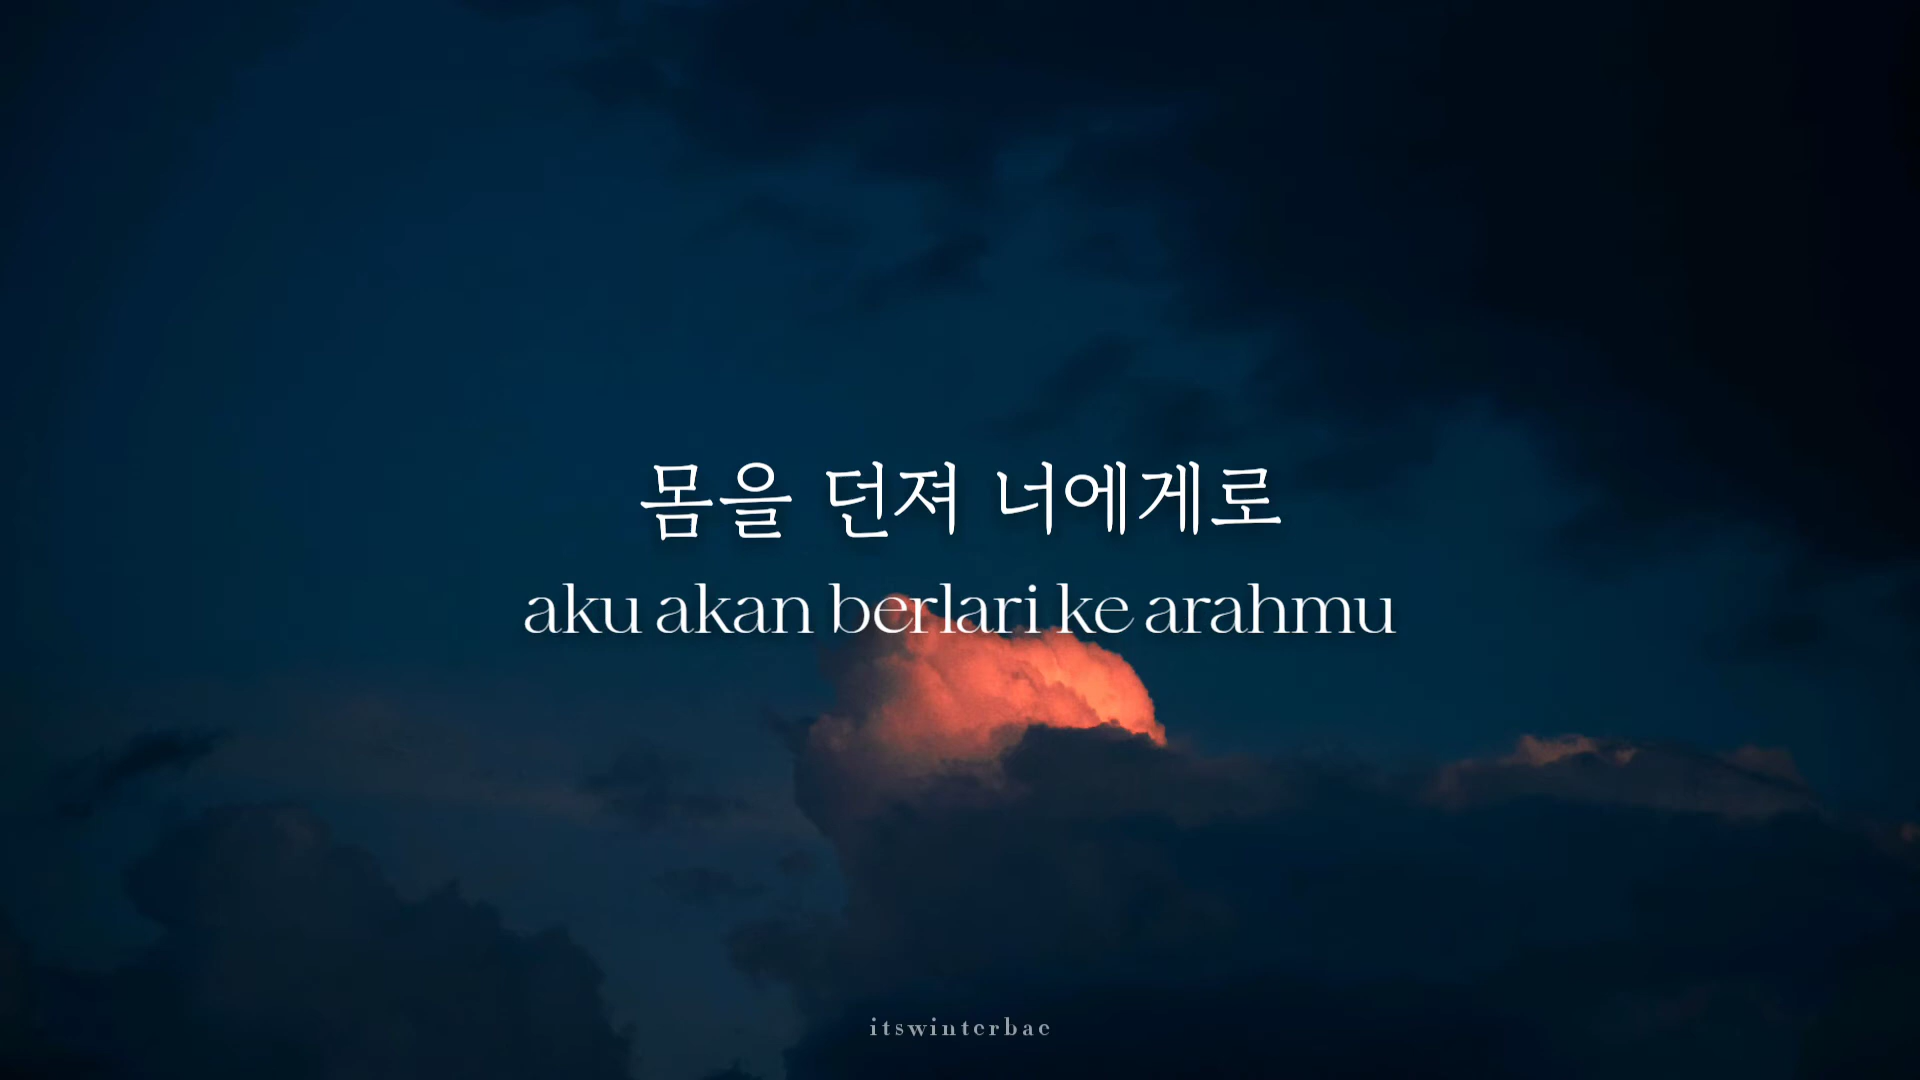 몸을 던져 너에게로
aku akan berlari ke arahmu
itswinterbae